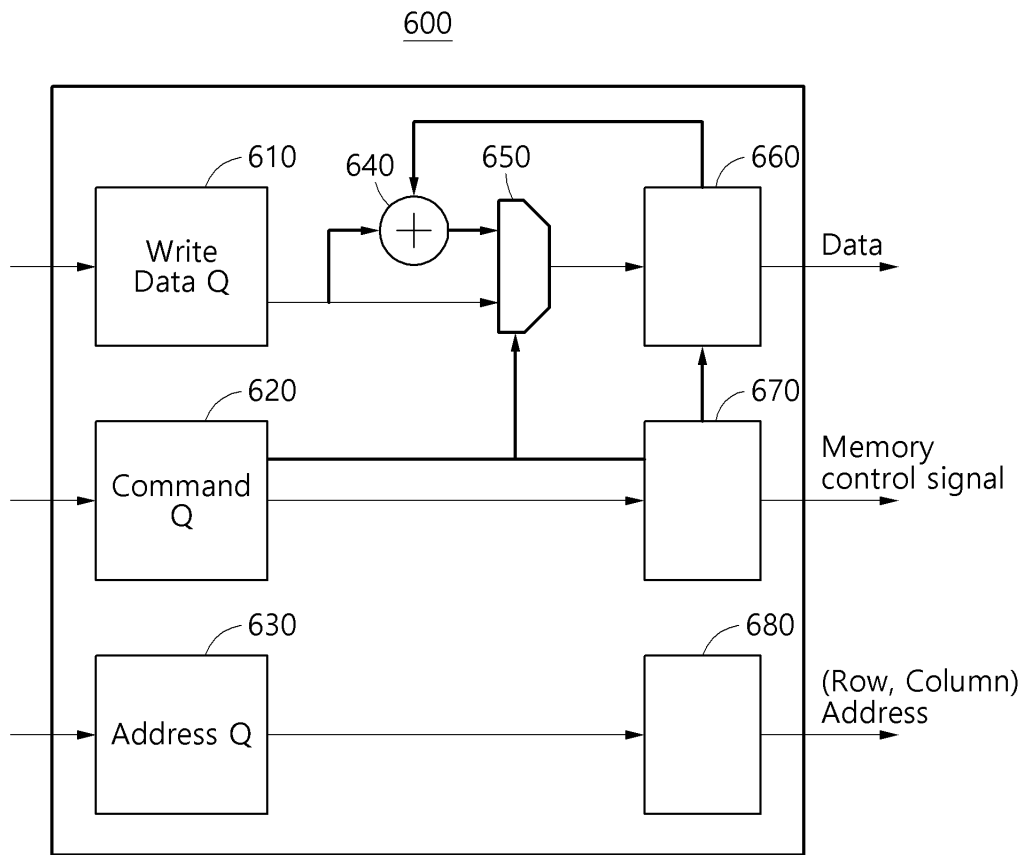 600
610
640
650
660
Write
Data Q
Data
620
670
Command
Q
Memory
control signal
630
680
Address Q
(Row, Column)
Address